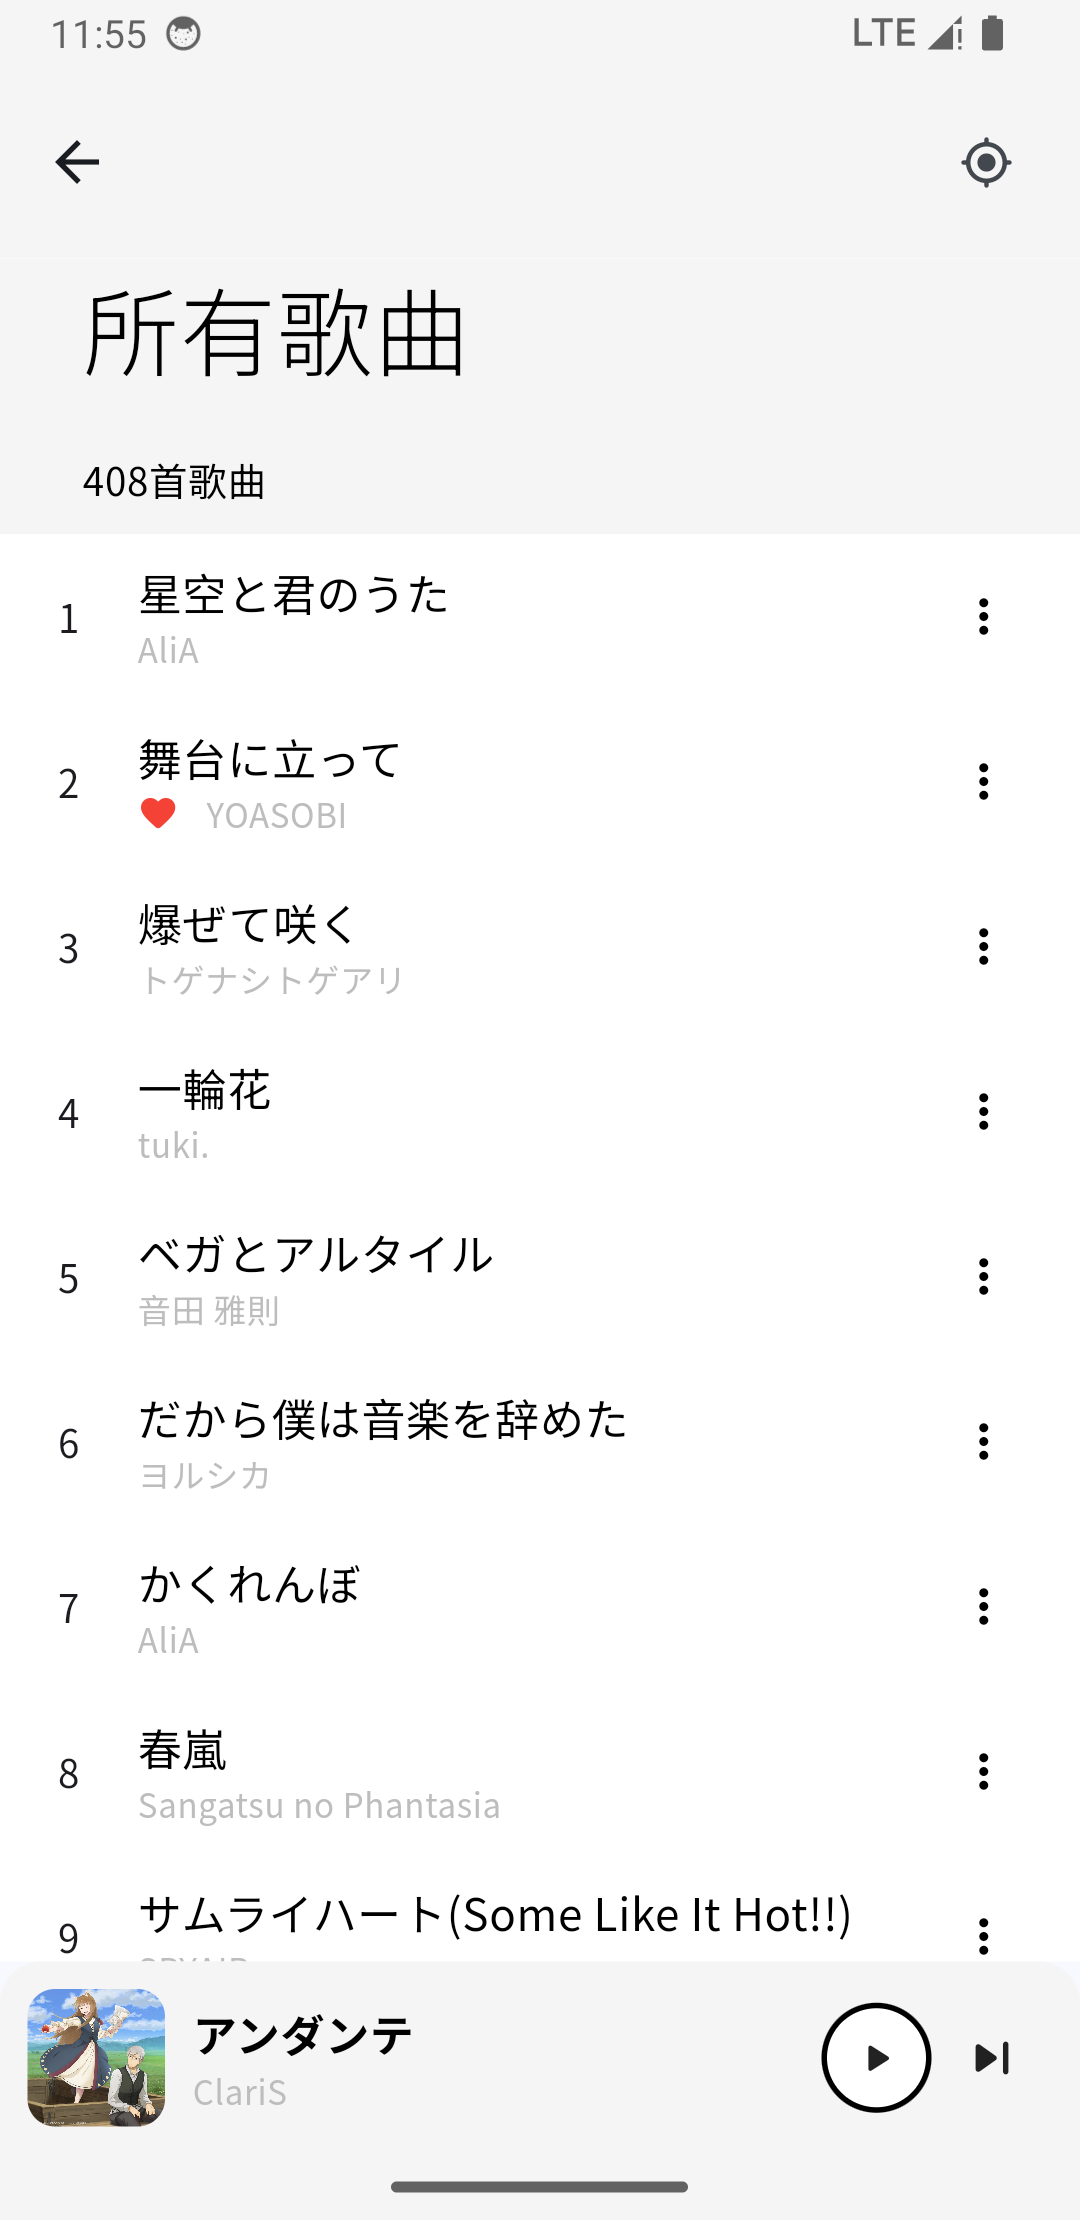 11:55
LTE
所有歌曲
408首歌曲
1
星空と君のうた
AliA
2
舞台に立って
YOASOBI
3
爆ぜて咲く
トゲナシトゲアリ
4
一輪花
tuki.
5
ベガとアルタイル
音田 雅則
6
だから僕は音楽を辞めた
ヨルシカ
7
かくれんぼ
AliA
8
春嵐
Sangatsu no Phantasia
9
サムライハート(Some Like It Hot!!)
アンダンテ
ClariS